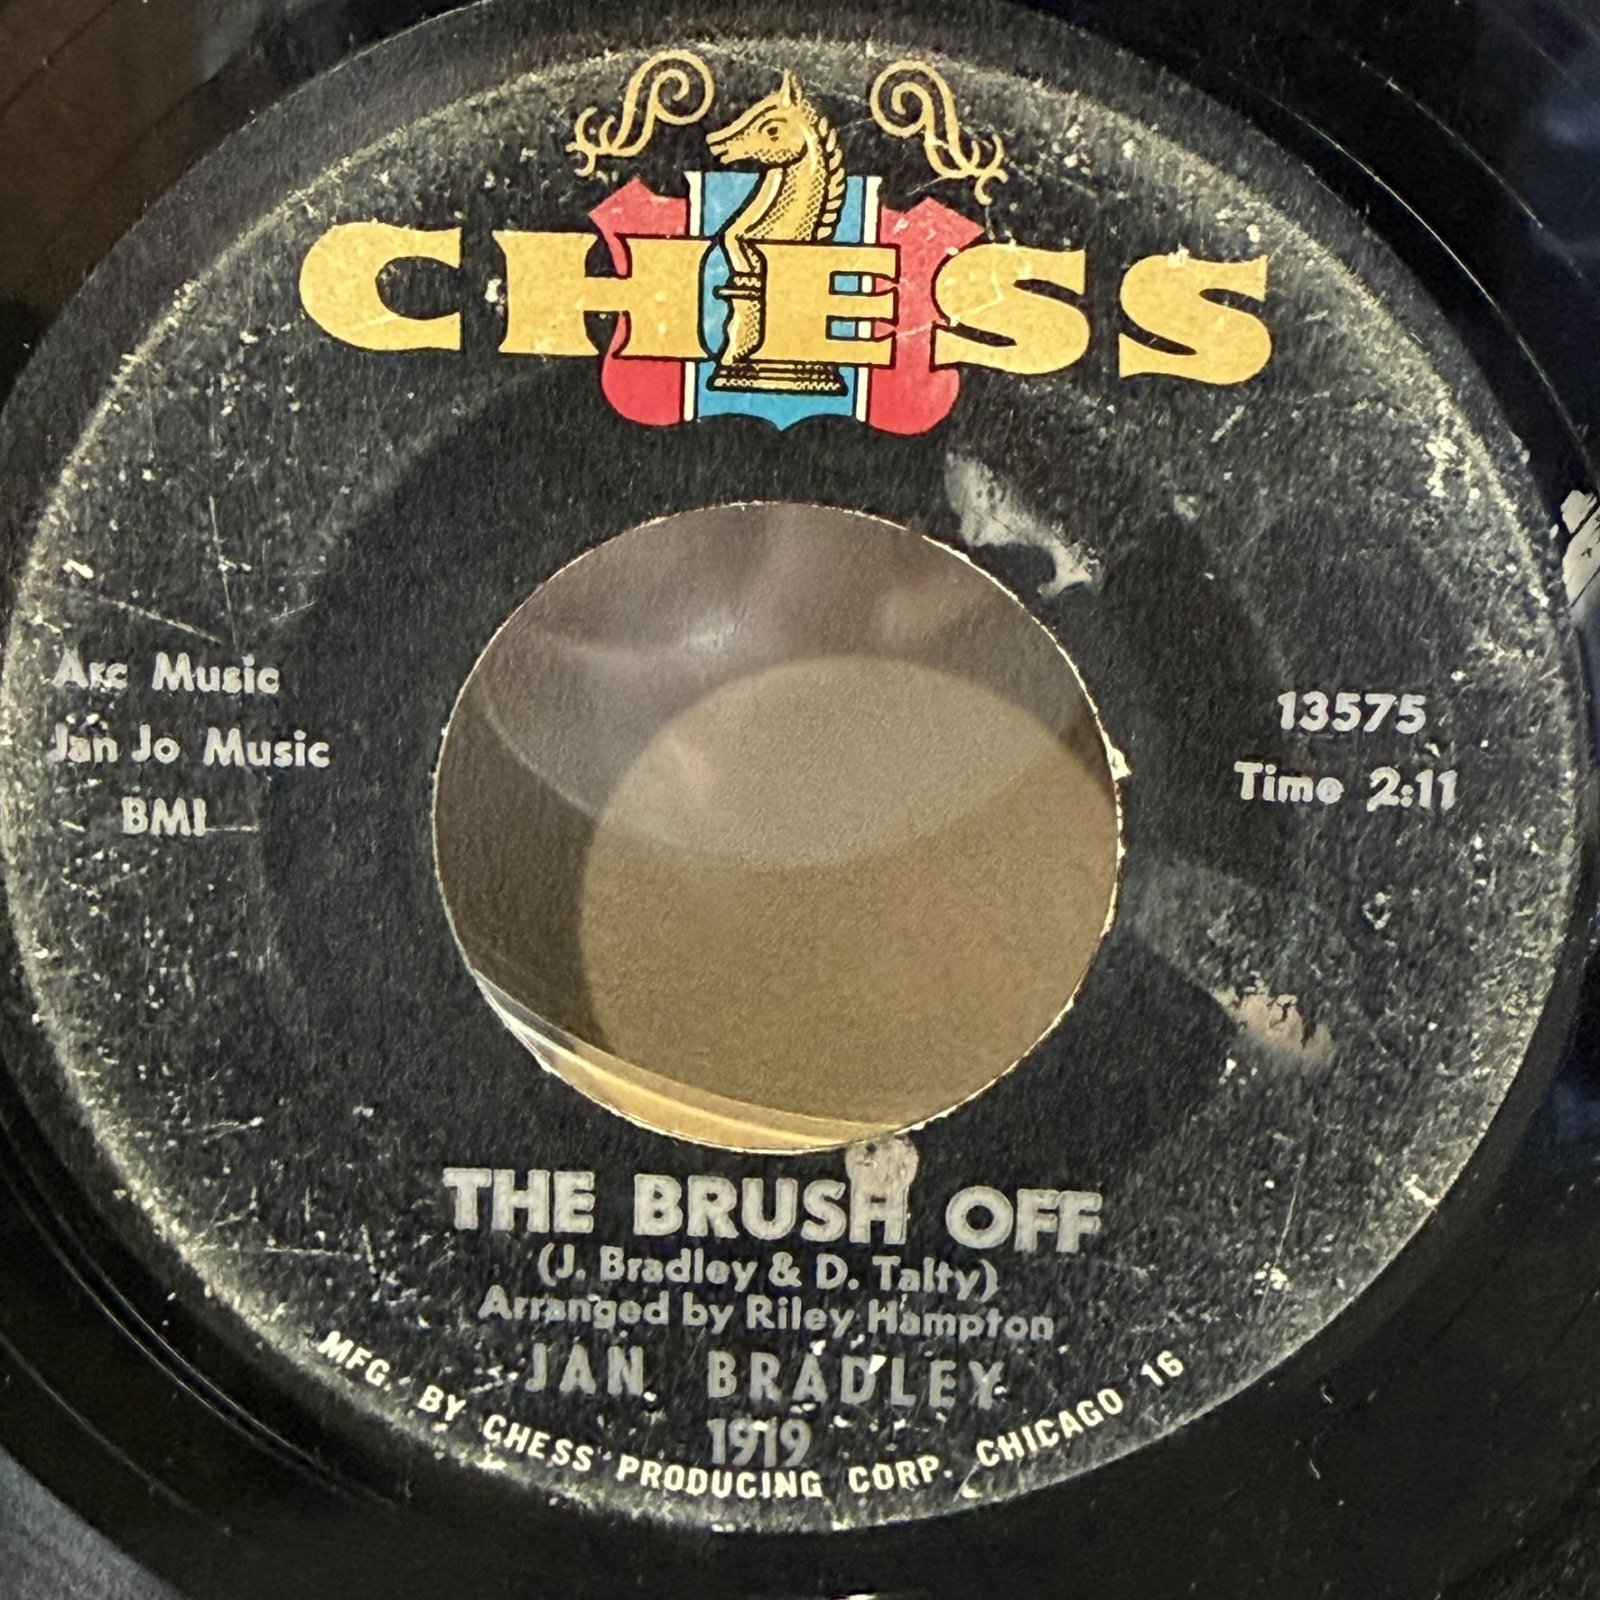 CHESS
Arc Music
Jan Jo Music
BMI
13575
Time 2:11
THE BRUSH OFF
(J. Bradley & D. Talty)
Arranged by Riley Hampton
JAN BRADLEY
1919
MFG. BY CHESS PRODUCING CORP. CHICAGO 16